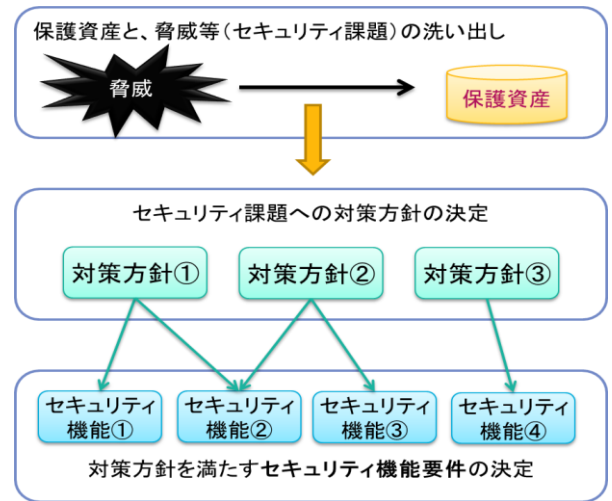 保護資産と、脅威等(セキュリティ課題)の洗い出し
脅威
保護資産
セキュリティ課題への対策方針の決定
対策方針①
対策方針②
対策方針③
セキュリティ
機能①
セキュリティ
機能②
セキュリティ
機能③
セキュリティ
機能④
対策方針を満たすセキュリティ機能要件の決定